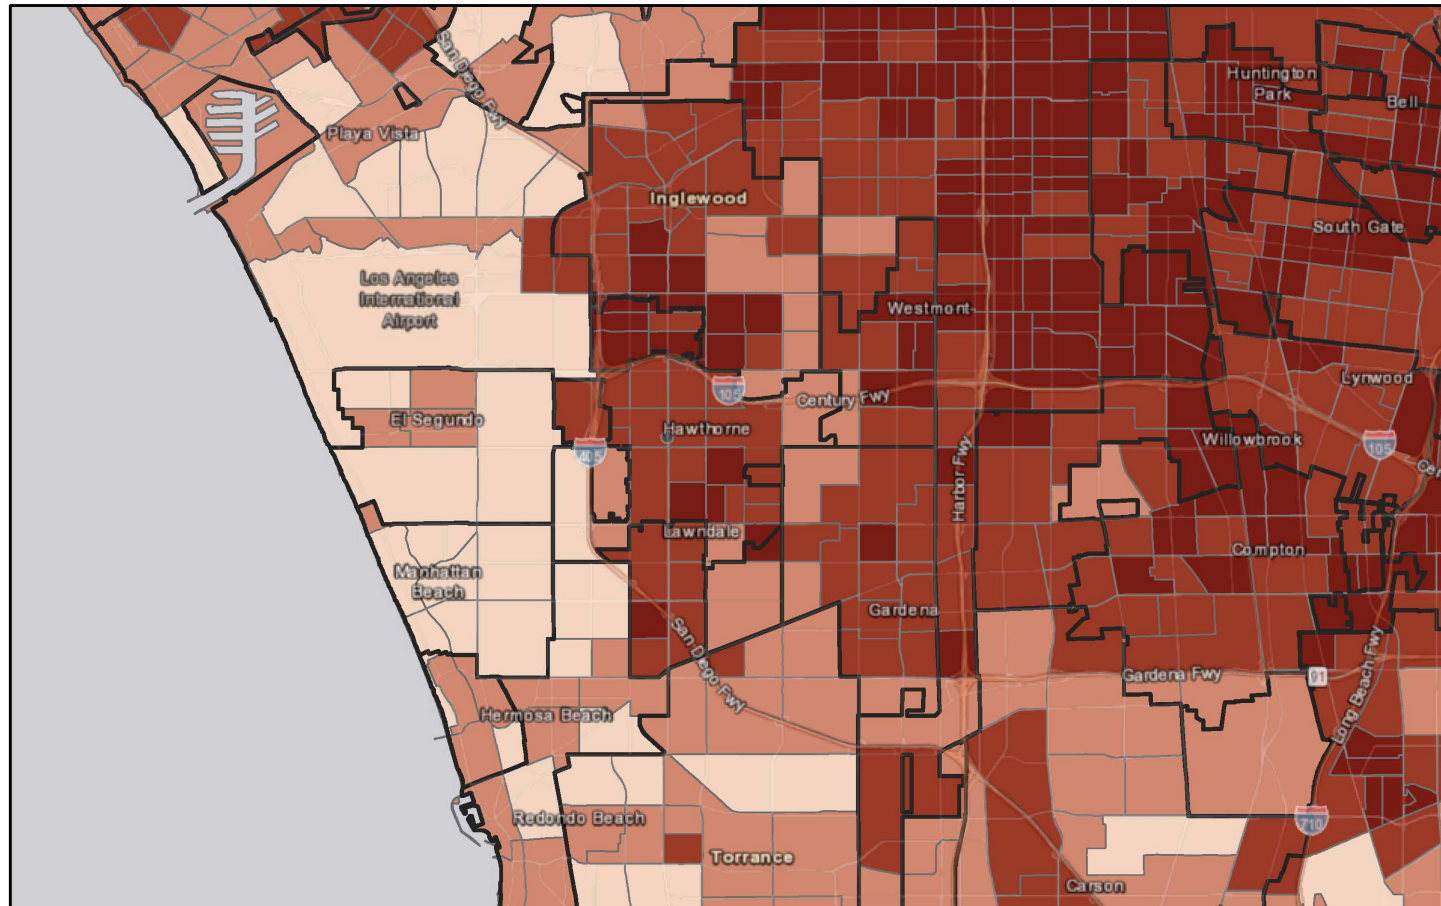 San Diego Fwy
Huntington
Park
Bell
Playa Vista
Inglewood
South Gate
Los Angeles
International
Airport
Westmont
Lynwood
105
Century Fwy
El Segundo
Hawthorne
Willowbrook
105
405
Cen
Harbor Fwy
Lawndale
Compton
Manhattan
Beach
Gardena
San Diego Fwy
Gardena Fwy
91
Long Beach Fwy
Hermosa Beach
Redondo Beach
710
Torrance
Carson